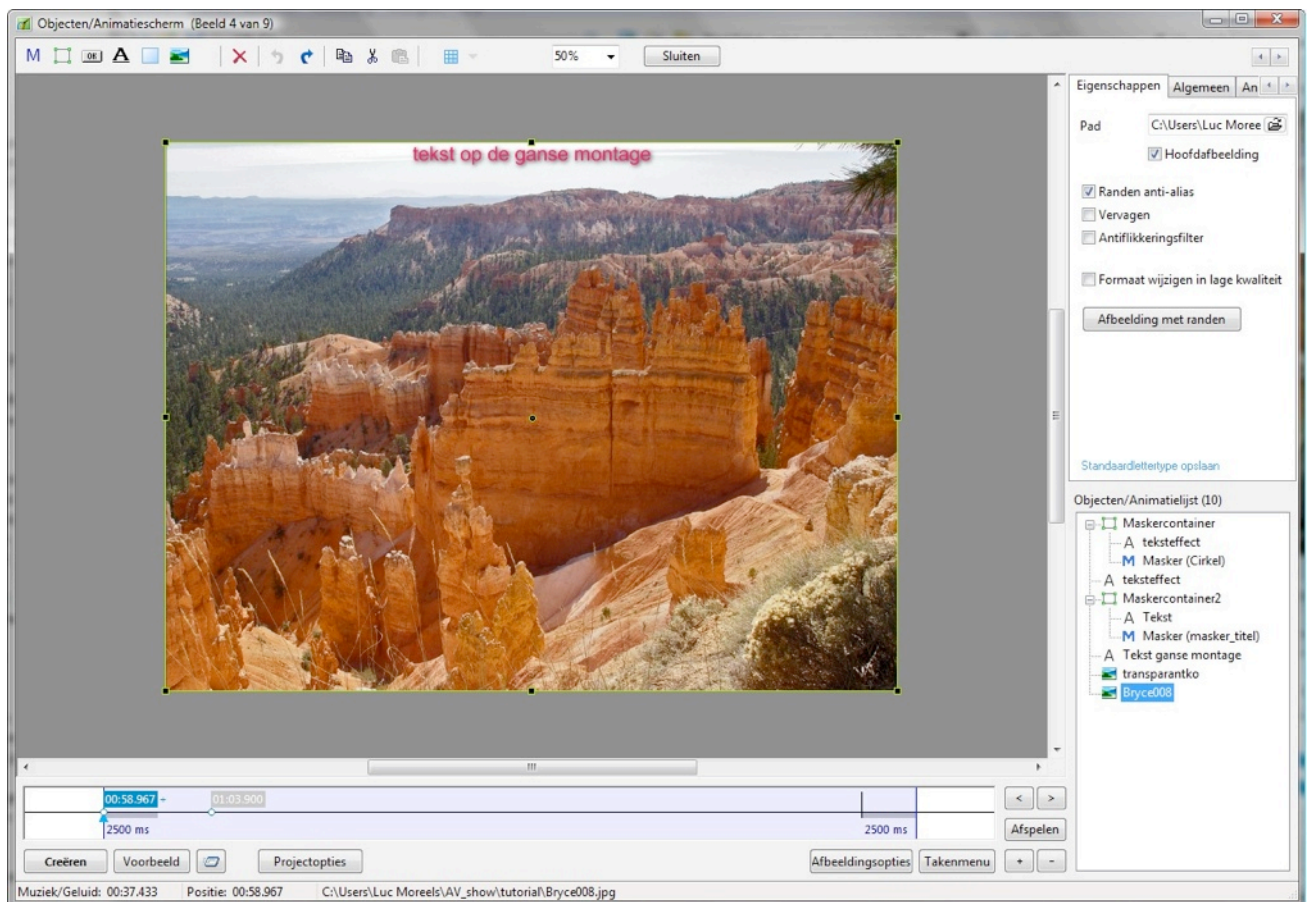 Objecten/Animatiescherm (Beeld 4 van 9)
M OK A 50% Sluiten
Eigenschappen Algemeen An
Pad C:\Users\Luc Moree
Hoofdafbeelding
Randen anti-alias
Vervagen
Antiflikkeringsfilter
Formaat wijzigen in lage kwaliteit
Afbeelding met randen
Standaardlettertype opslaan
tekst op de ganse montage
Objecten/Animatielijst (10)
Maskercontainer
A teksteffect
M Masker (Cirkel)
A teksteffect
Maskercontainer2
A Tekst
M Masker (masker_titel)
A Tekst ganse montage
transparantko
Bryce008
00:58.967 + 01:03.900 < >
2500 ms 2500 ms Afspelen
Creëren Voorbeeld Projectopties Afbeeldingsopties Takenmenu + -
Muziek/Geluid: 00:37.433 Positie: 00:58.967 C:\Users\Luc Moreels\AV_show\tutorial\Bryce008.jpg